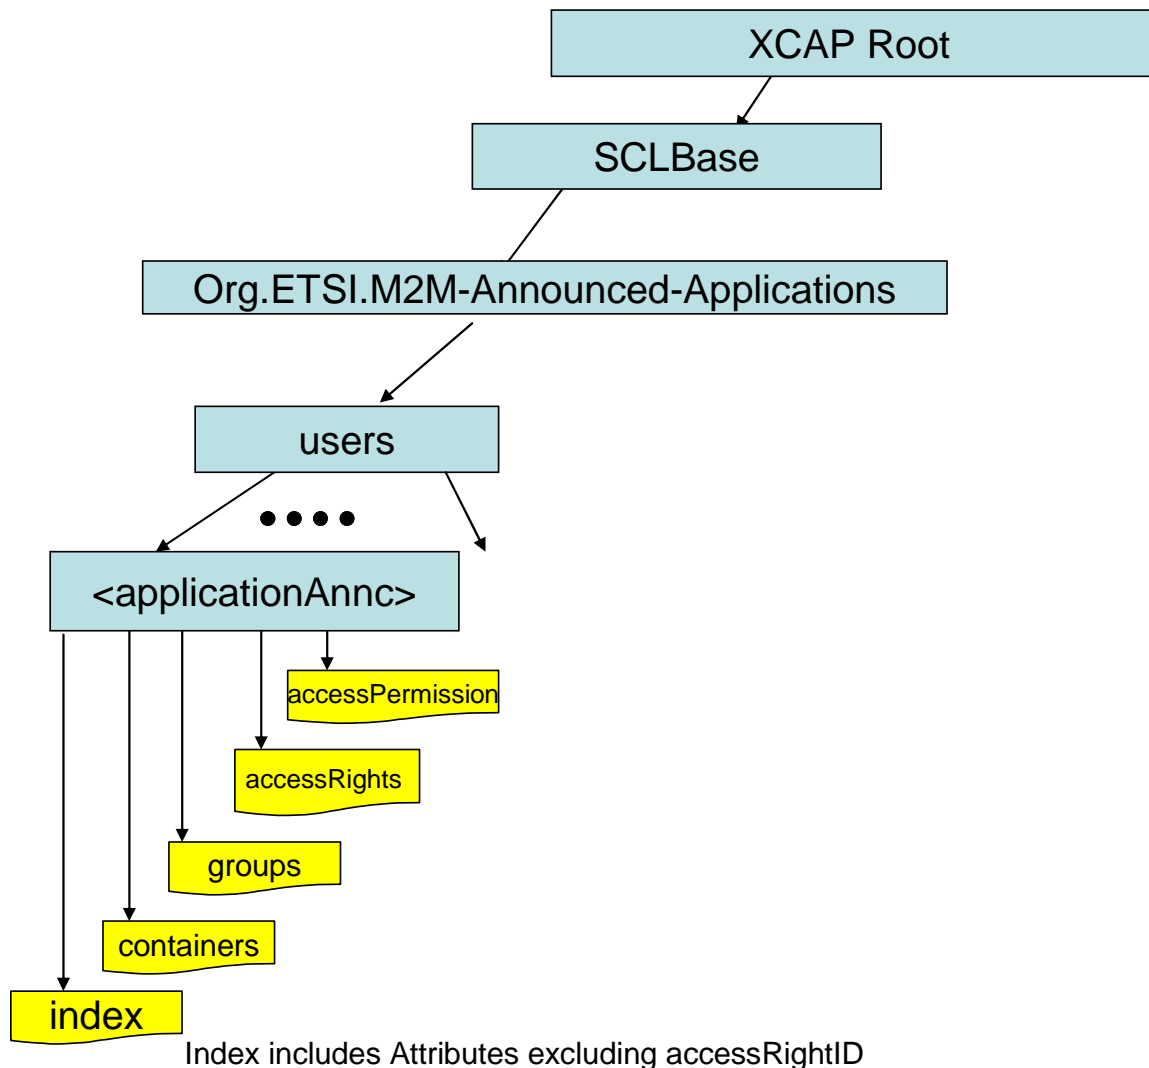 XCAP Root
SCLBase
Org.ETSI.M2M-Announced-Applications
users
<applicationAnnc>
accessPermission
accessRights
groups
containers
index
Index includes Attributes excluding accessRightID